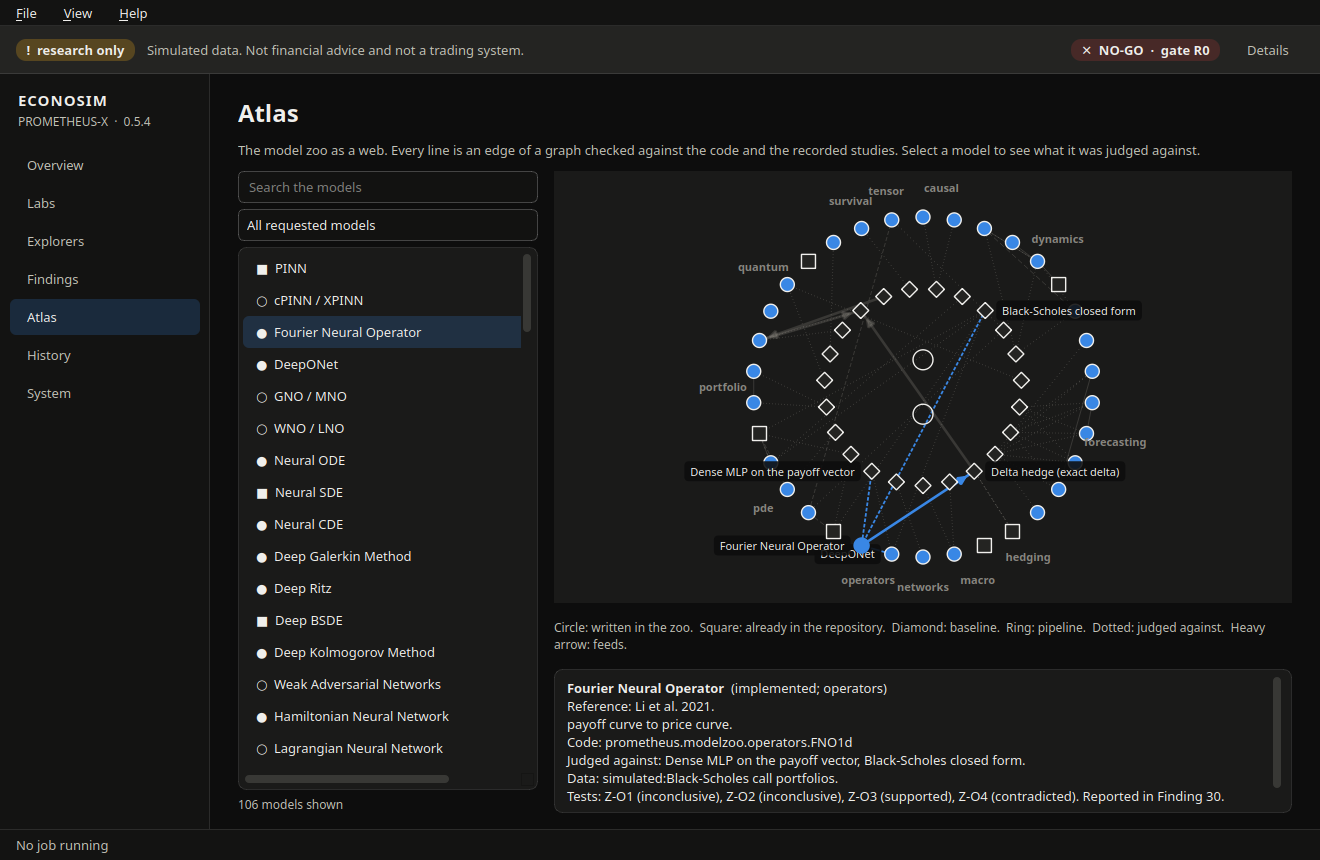 File View Help
! research only Simulated data. Not financial advice and not a trading system. × NO-GO · gate R0 Details
ECONOSIM
PROMETHEUS-X · 0.5.4
Overview
Labs
Explorers
Findings
Atlas
History
System
Atlas
The model zoo as a web. Every line is an edge of a graph checked against the code and the recorded studies. Select a model to see what it was judged against.
Search the models
All requested models
PINN
cPINN / XPINN
Fourier Neural Operator
DeepONet
GNO / MNO
WNO / LNO
Neural ODE
Neural SDE
Neural CDE
Deep Galerkin Method
Deep Ritz
Deep BSDE
Deep Kolmogorov Method
Weak Adversarial Networks
Hamiltonian Neural Network
Lagrangian Neural Network
106 models shown
causal
tensor
survival
dynamics
quantum
Black-Scholes closed form
portfolio
forecasting
Dense MLP on the payoff vector
Delta hedge (exact delta)
pde
Fourier Neural Operator
DeepONet
hedging
operators
macro
networks
Circle: written in the zoo. Square: already in the repository. Diamond: baseline. Ring: pipeline. Dotted: judged against. Heavy
arrow: feeds.
Fourier Neural Operator (implemented; operators)
Reference: Li et al. 2021.
payoff curve to price curve.
Code: prometheus.modelzoo.operators.FNO1d
Judged against: Dense MLP on the payoff vector, Black-Scholes closed form.
Data: simulated:Black-Scholes call portfolios.
Tests: Z-O1 (inconclusive), Z-O2 (inconclusive), Z-O3 (supported), Z-O4 (contradicted). Reported in Finding 30.
No job running